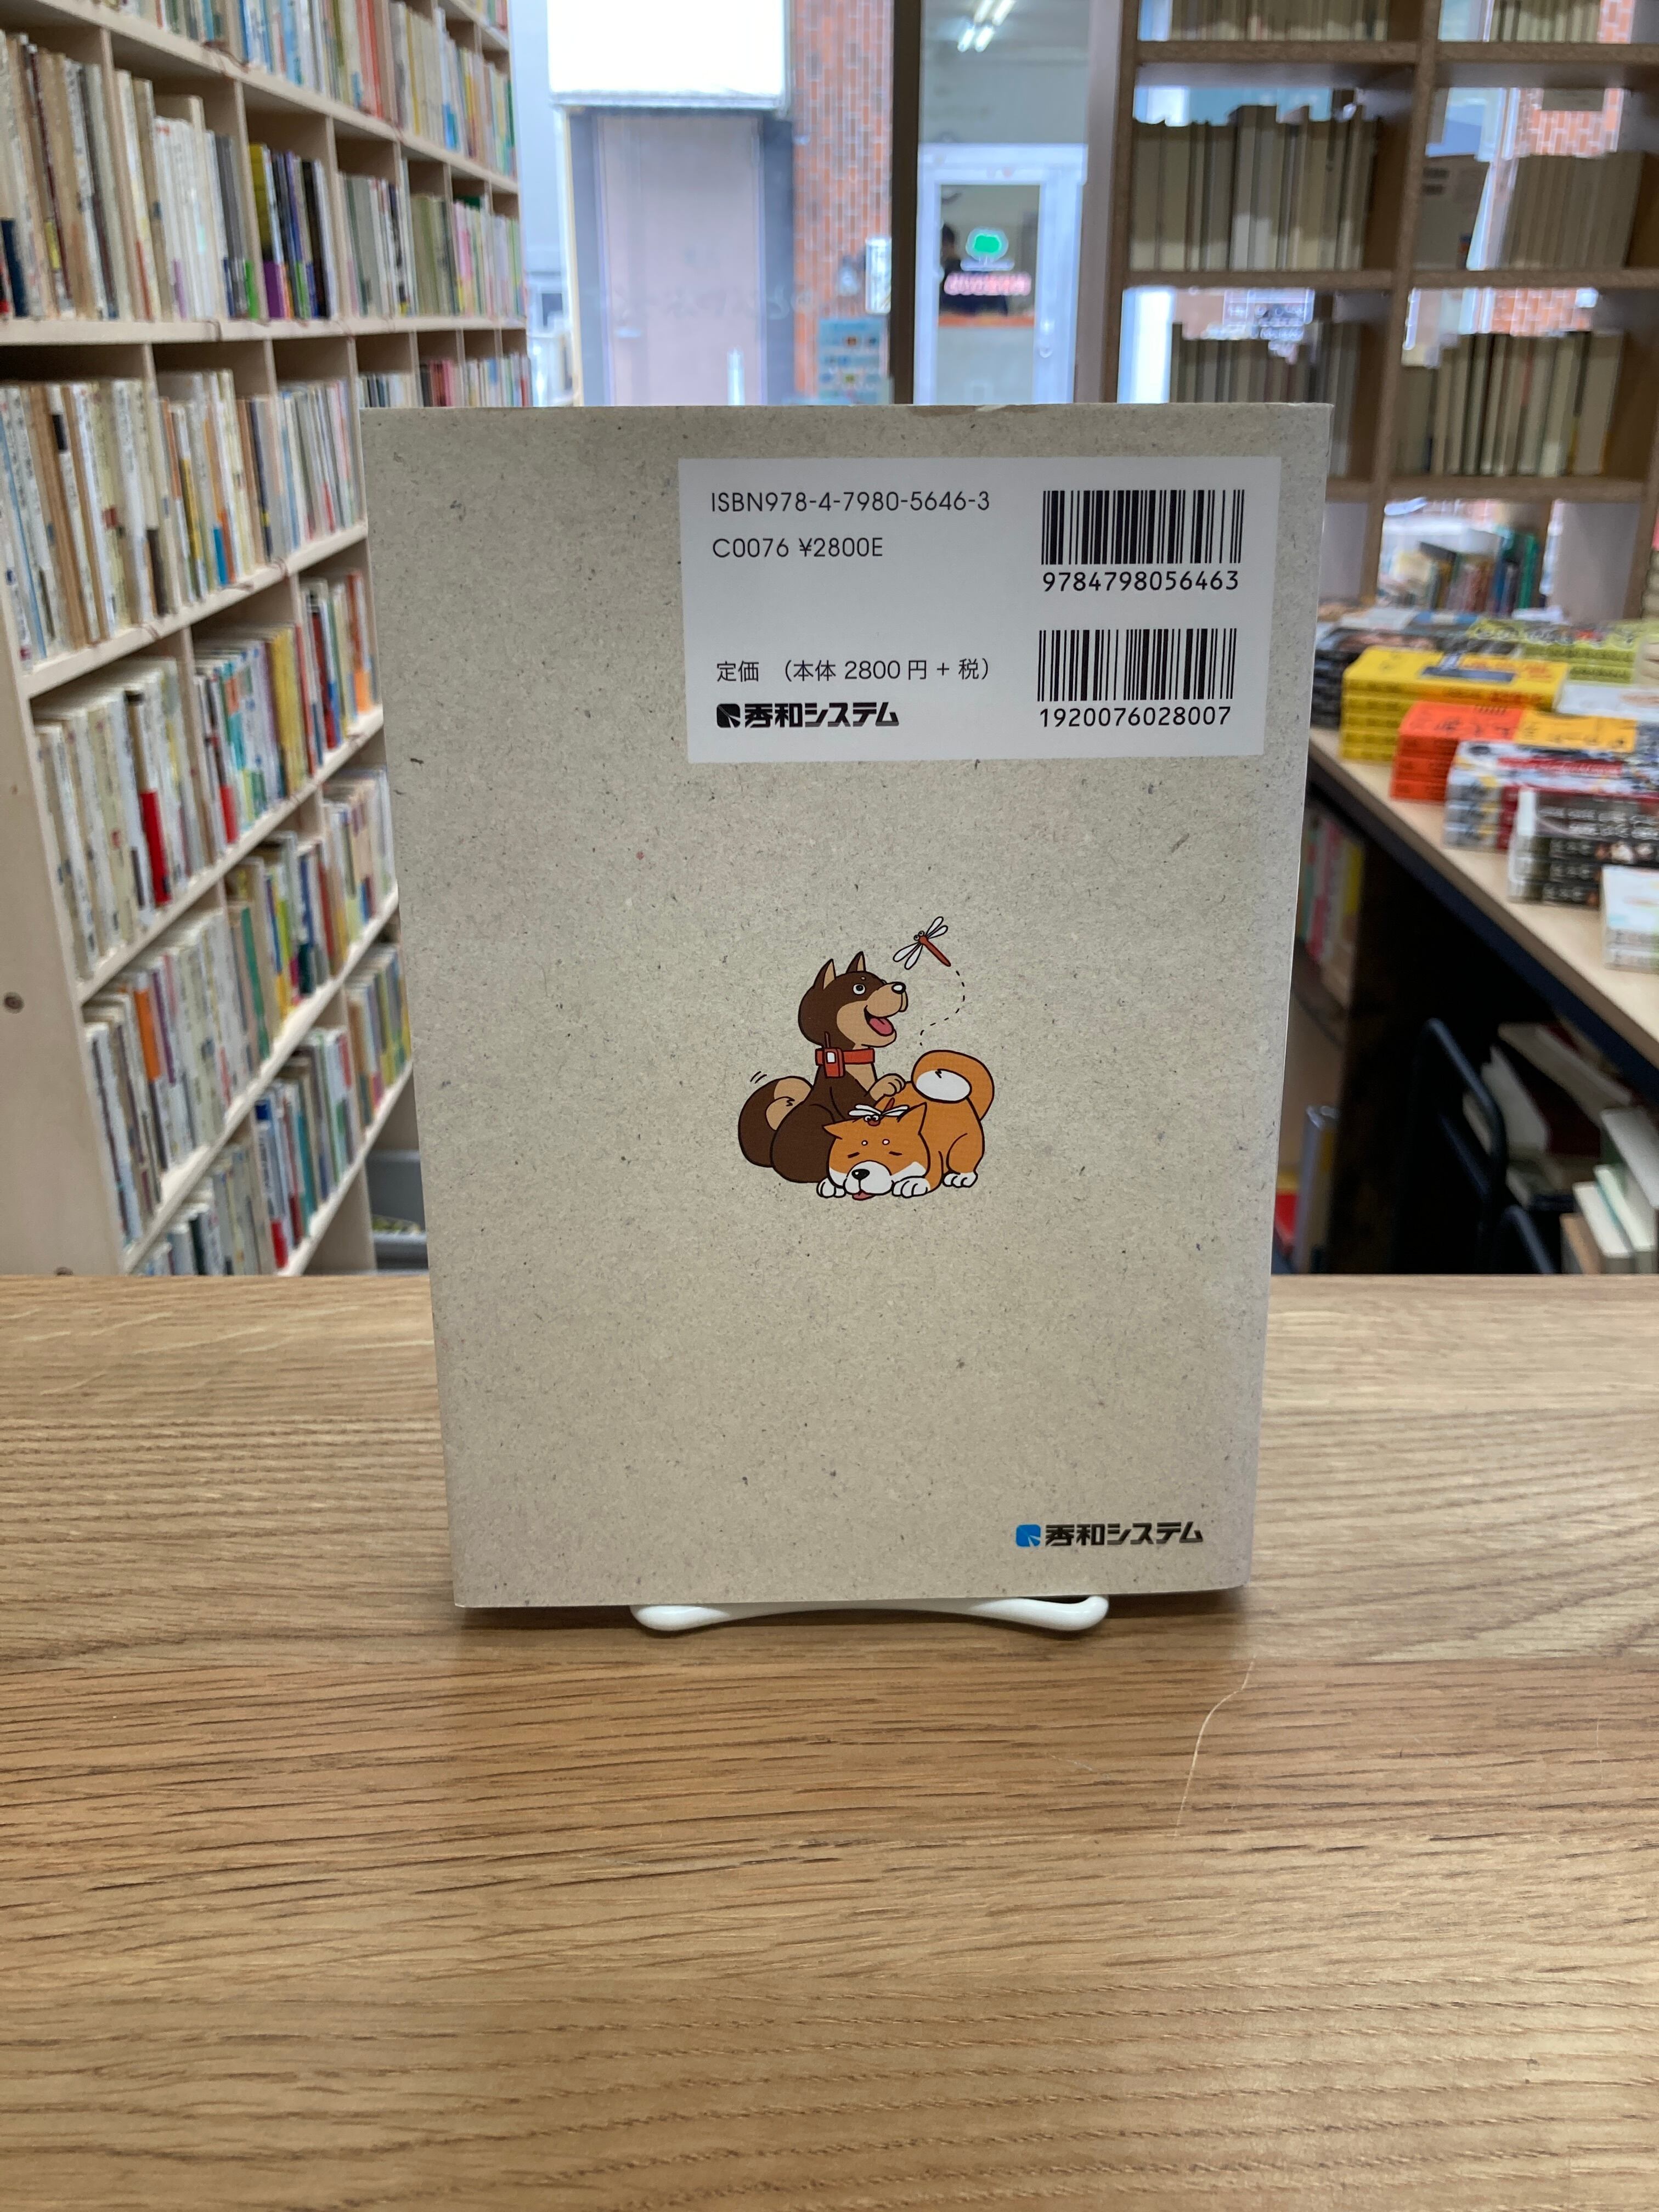 ISBN978-4-7980-5646-3
C0076 ¥2800E
9784798056463
定価 （本体 2800 円 + 税）
秀和システム
1920076028007
秀和システム